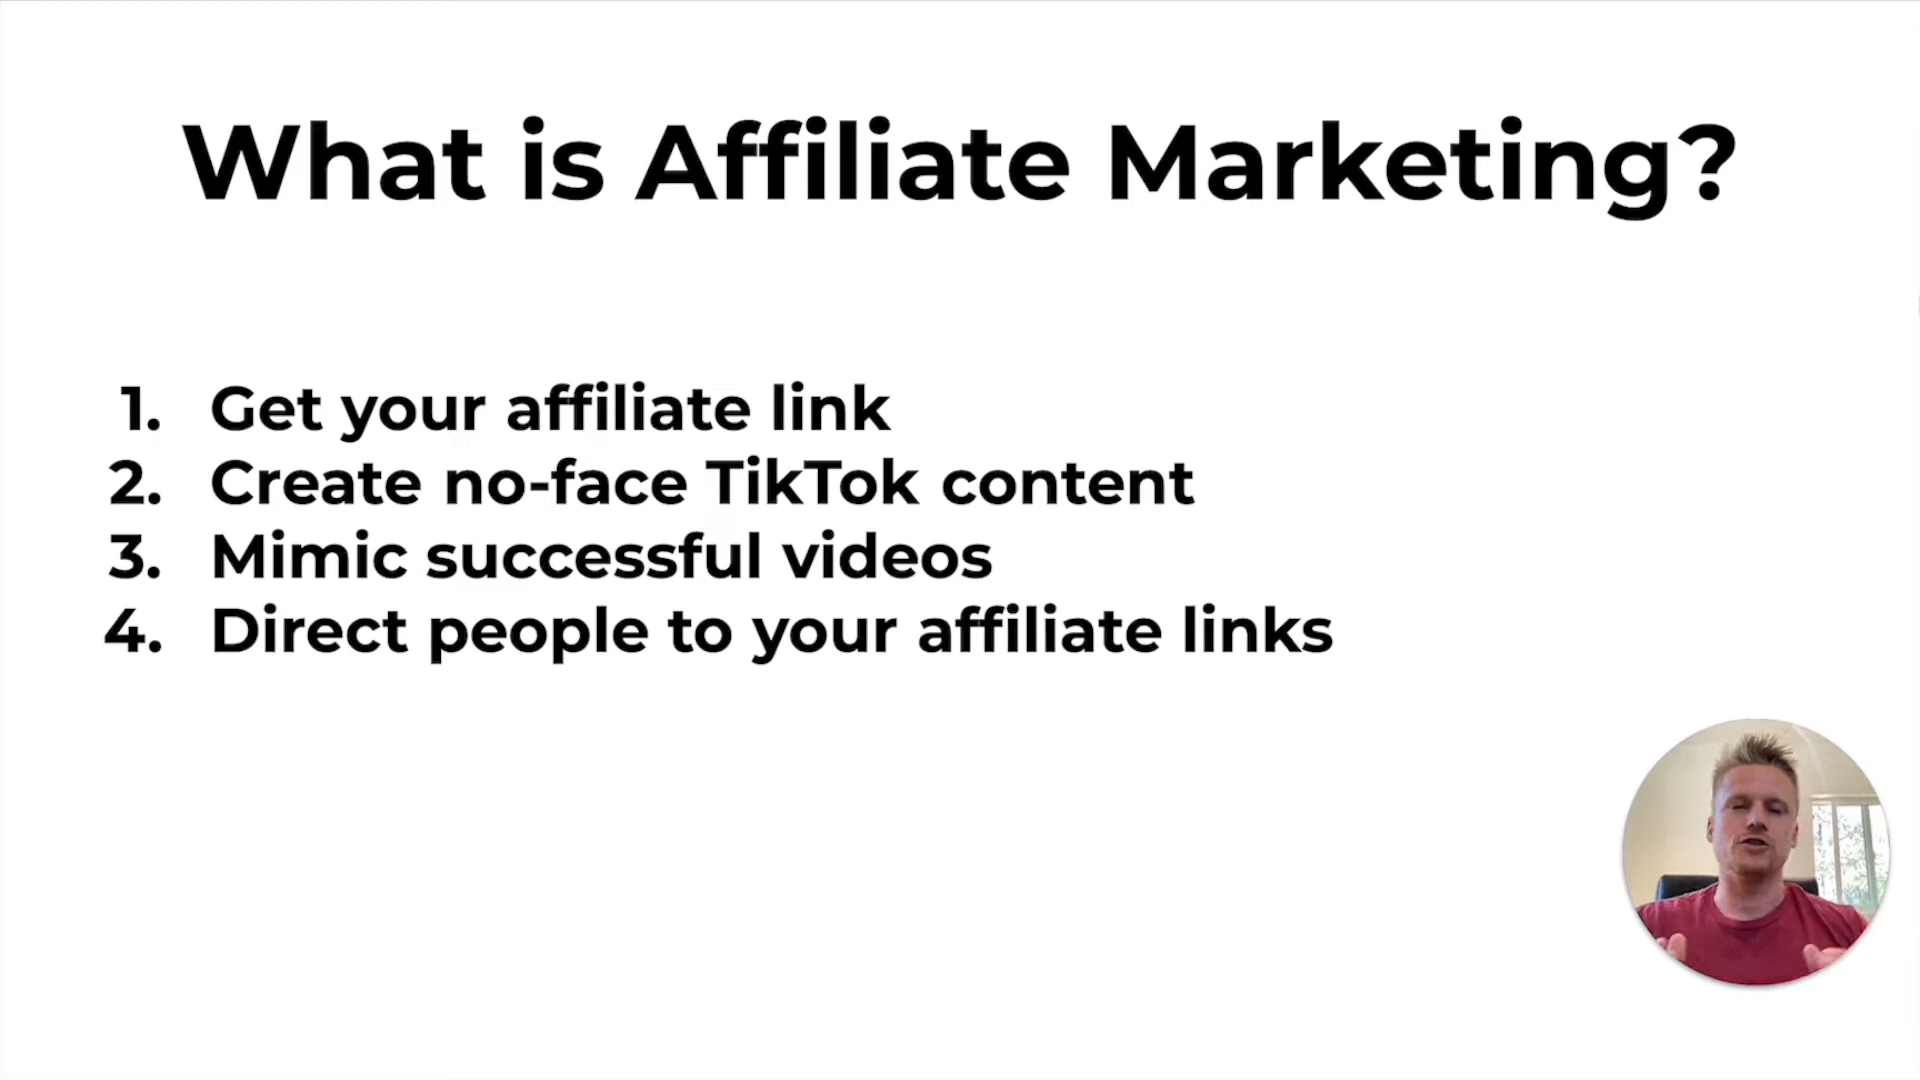 What is Affiliate Marketing?
1. Get your affiliate link
2. Create no-face TikTok content
3. Mimic successful videos
4. Direct people to your affiliate links